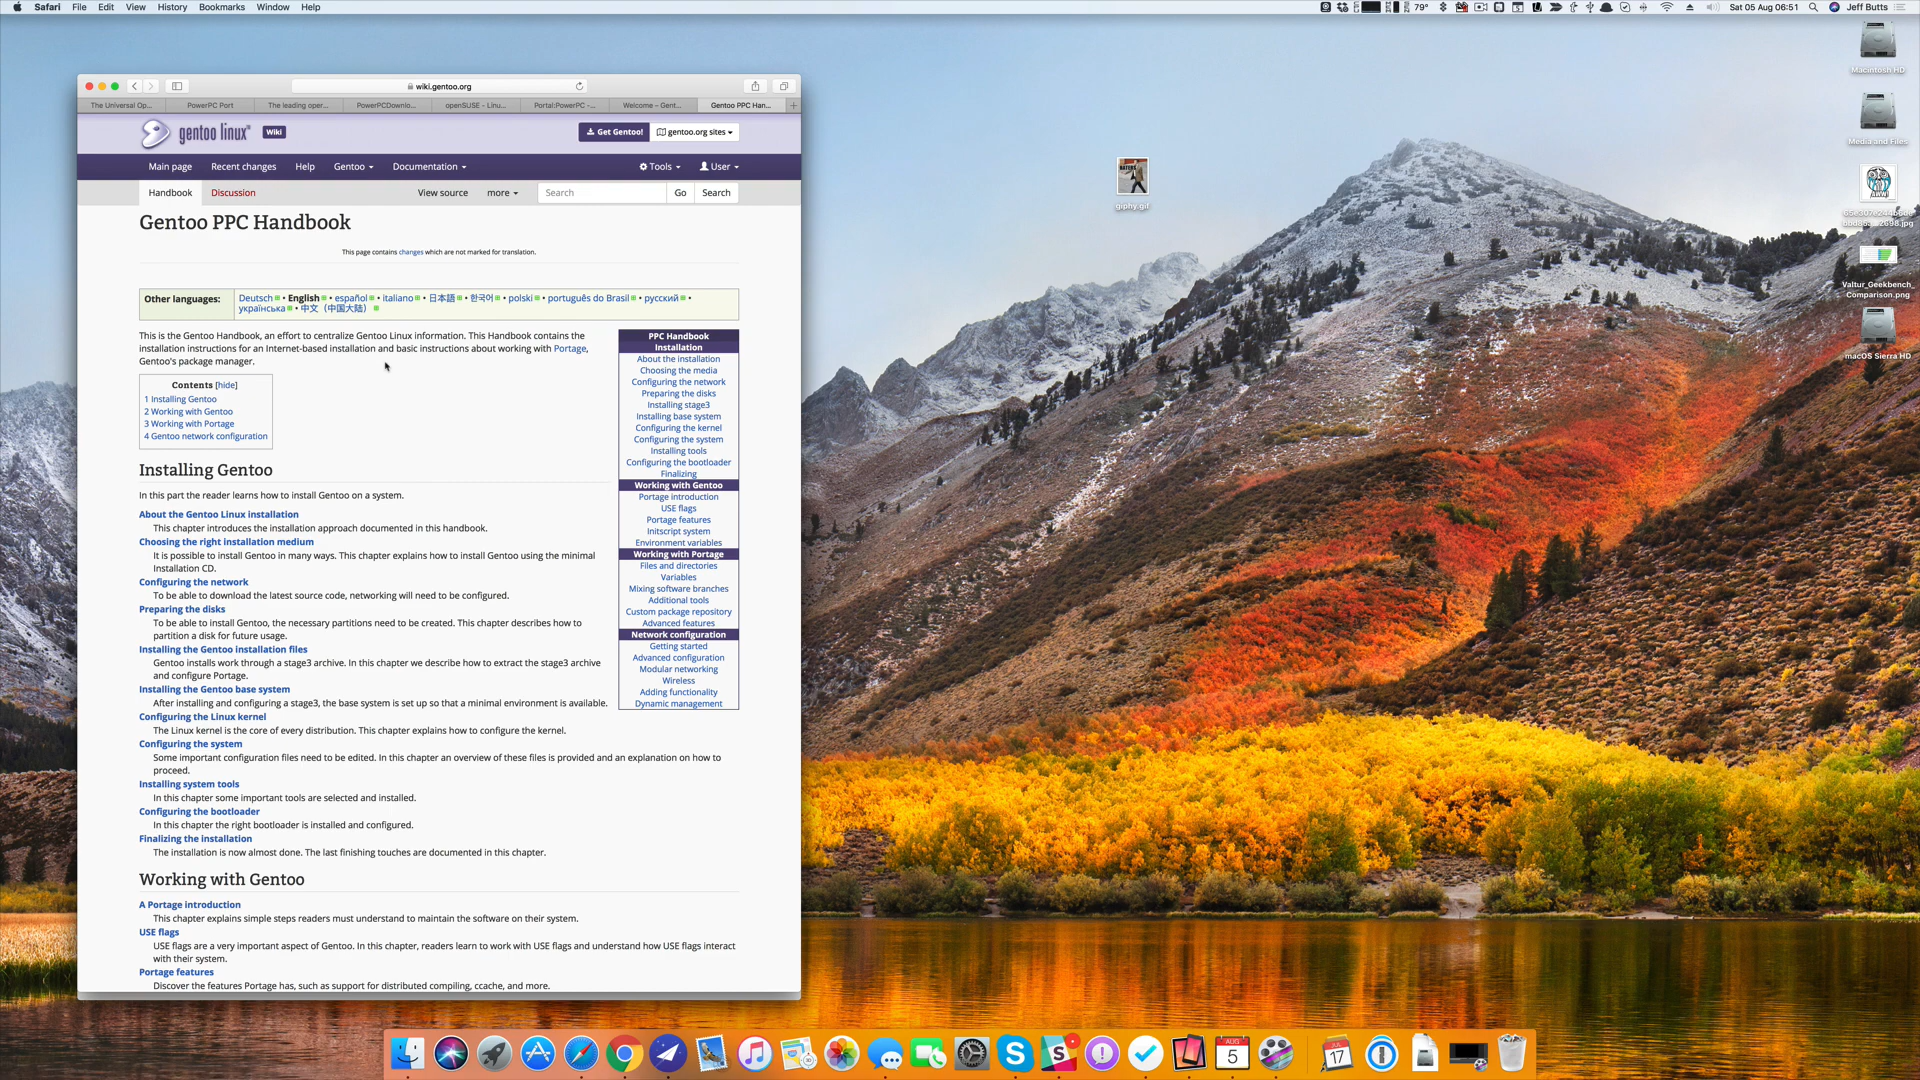 Safari File Edit View History Bookmarks Window Help
79° Sat 05 Aug 06:51 Jeff Butts
wiki.gentoo.org
The Universal Op... PowerPC Port The leading oper... PowerPCDownlo... openSUSE - Linu... Portal:PowerPC -... Welcome – Gent... Gentoo PPC Han...
gentoo linux Wiki Get Gentoo! gentoo.org sites
Main page Recent changes Help Gentoo Documentation Tools User
Handbook Discussion View source more Search Go Search
Gentoo PPC Handbook
This page contains changes which are not marked for translation.
Other languages: Deutsch • English • español • italiano • 日本語 • 한국어 • polski • português do Brasil • русский •
українська • 中文（中国大陆）
This is the Gentoo Handbook, an effort to centralize Gentoo Linux information. This Handbook contains the
installation instructions for an Internet-based installation and basic instructions about working with Portage,
Gentoo's package manager.
Contents [hide]
1 Installing Gentoo
2 Working with Gentoo
3 Working with Portage
4 Gentoo network configuration
Installing Gentoo
In this part the reader learns how to install Gentoo on a system.
About the Gentoo Linux installation
This chapter introduces the installation approach documented in this handbook.
Choosing the right installation medium
It is possible to install Gentoo in many ways. This chapter explains how to install Gentoo using the minimal
Installation CD.
Configuring the network
To be able to download the latest source code, networking will need to be configured.
Preparing the disks
To be able to install Gentoo, the necessary partitions need to be created. This chapter describes how to
partition a disk for future usage.
Installing the Gentoo installation files
Gentoo installs work through a stage3 archive. In this chapter we describe how to extract the stage3 archive
and configure Portage.
Installing the Gentoo base system
After installing and configuring a stage3, the base system is set up so that a minimal environment is available.
Configuring the Linux kernel
The Linux kernel is the core of every distribution. This chapter explains how to configure the kernel.
Configuring the system
Some important configuration files need to be edited. In this chapter an overview of these files is provided and an explanation on how to
proceed.
Installing system tools
In this chapter some important tools are selected and installed.
Configuring the bootloader
In this chapter the right bootloader is installed and configured.
Finalizing the installation
The installation is now almost done. The last finishing touches are documented in this chapter.
Working with Gentoo
A Portage introduction
This chapter explains simple steps readers must understand to maintain the software on their system.
USE flags
USE flags are a very important aspect of Gentoo. In this chapter, readers learn to work with USE flags and understand how USE flags interact
with their system.
Portage features
Discover the features Portage has, such as support for distributed compiling, ccache, and more.
PPC Handbook
Installation
About the installation
Choosing the media
Configuring the network
Preparing the disks
Installing stage3
Installing base system
Configuring the kernel
Configuring the system
Installing tools
Configuring the bootloader
Finalizing
Working with Gentoo
Portage introduction
USE flags
Portage features
Initscript system
Environment variables
Working with Portage
Files and directories
Variables
Mixing software branches
Additional tools
Custom package repository
Advanced features
Network configuration
Getting started
Advanced configuration
Modular networking
Wireless
Adding functionality
Dynamic management
giphy.gif
Macintosh HD
Media and Files
Valtur_Geekbench_
Comparison.png
macOS Sierra HD
AUG
5
JUL
17